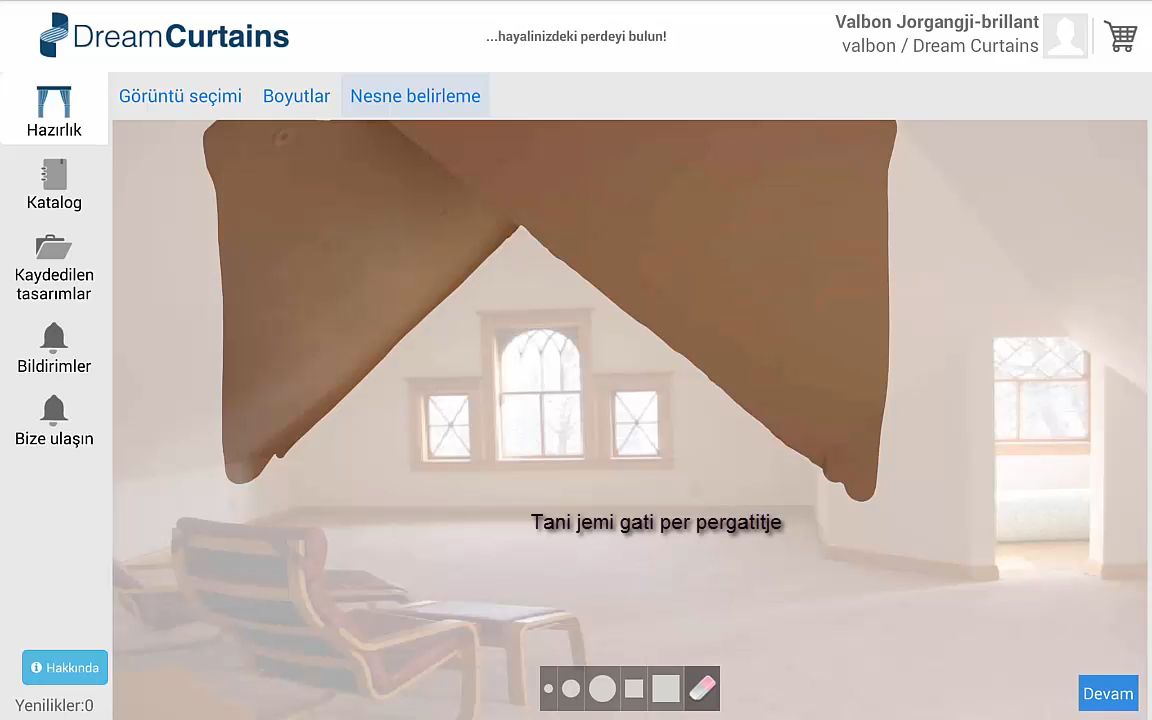 DreamCurtains
...hayalinizdeki perdeyi bulun!
Valbon Jorgangji-brillant
valbon / Dream Curtains
Görüntü seçimi
Boyutlar
Nesne belirleme
Hazırlık
Katalog
Kaydedilen
tasarımlar
Bildirimler
Bize ulaşın
Tani jemi gati per pergatitje
Hakkında
Yenilikler:0
Devam